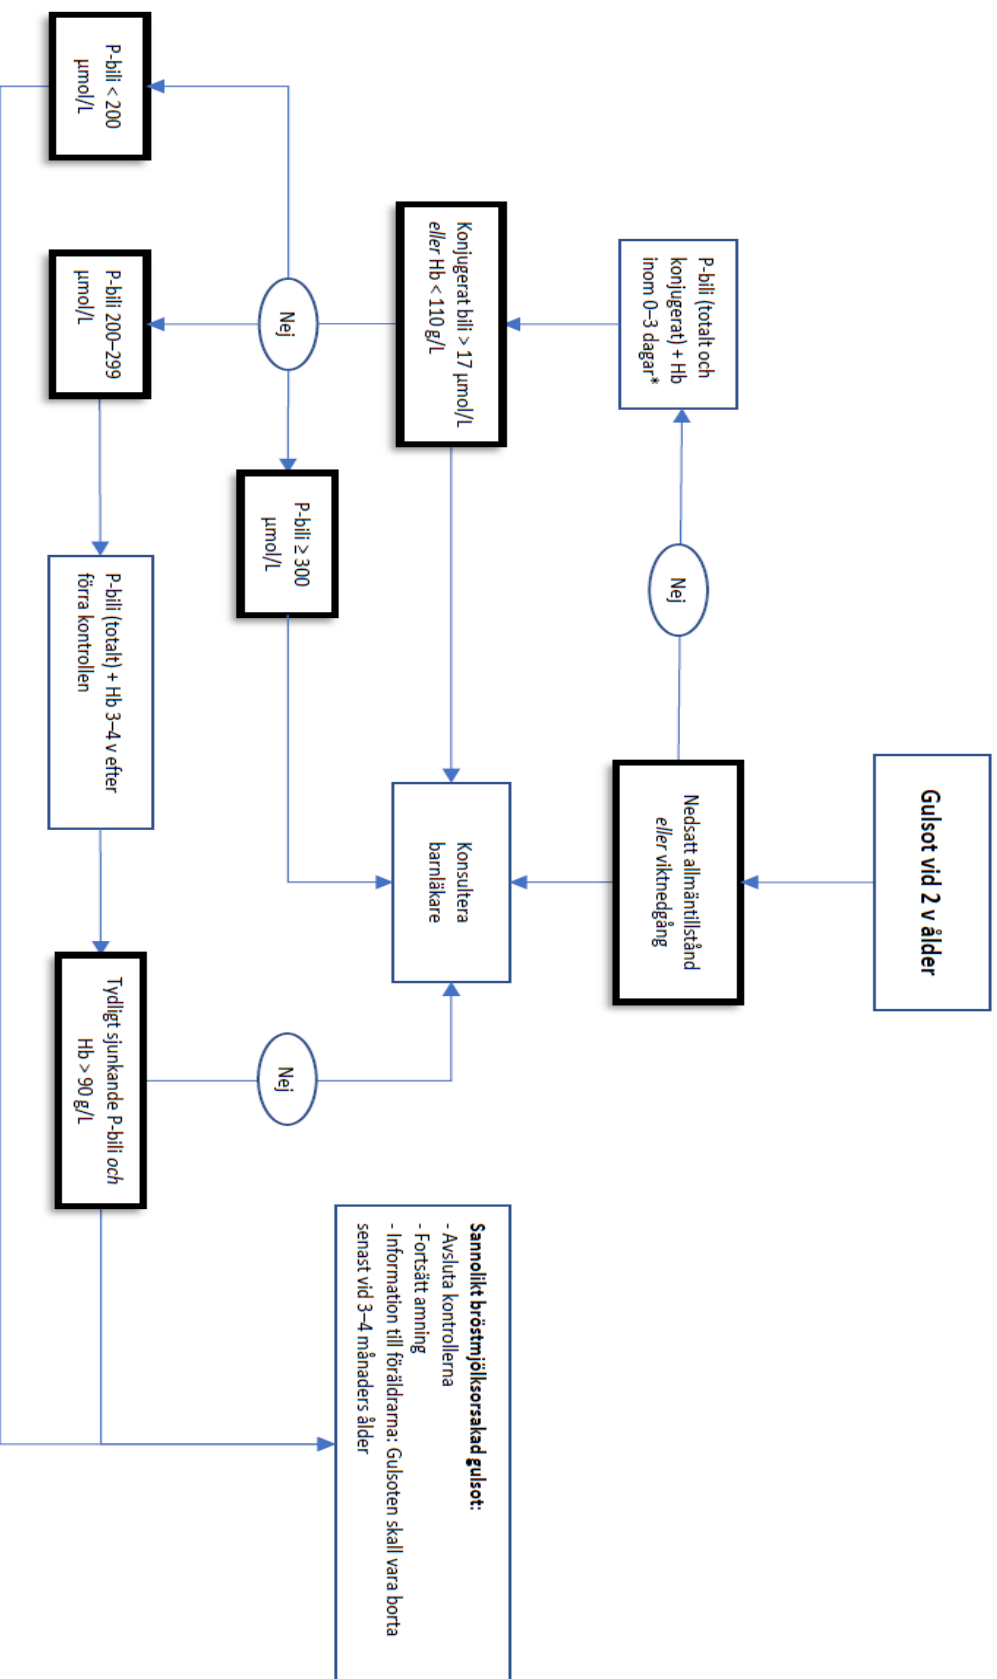 Gulsot vid 2 v ålder
Nedsatt allmäntillstånd
eller viktnedgång
Nej
P-bili (totalt och
konjugerat) + Hb
inom 0–3 dagar*
Konsultera
barnläkare
Konjugerat bili > 17 µmol/L
eller Hb < 110 g/L
Nej
P-bili ≥ 300
µmol/L
P-bili < 200
µmol/L
P-bili 200–299
µmol/L
P-bili (totalt) + Hb 3–4 v efter
förra kontrollen
Tydligt sjunkande P-bili och
Hb > 90 g/L
Nej
Sannolikt bröstmjölksorsakad gulsot:
- Avsluta kontrollerna
- Fortsätt amning
- Information till föräldrarna: Gulsoten skall vara borta
senast vid 3–4 månaders ålder